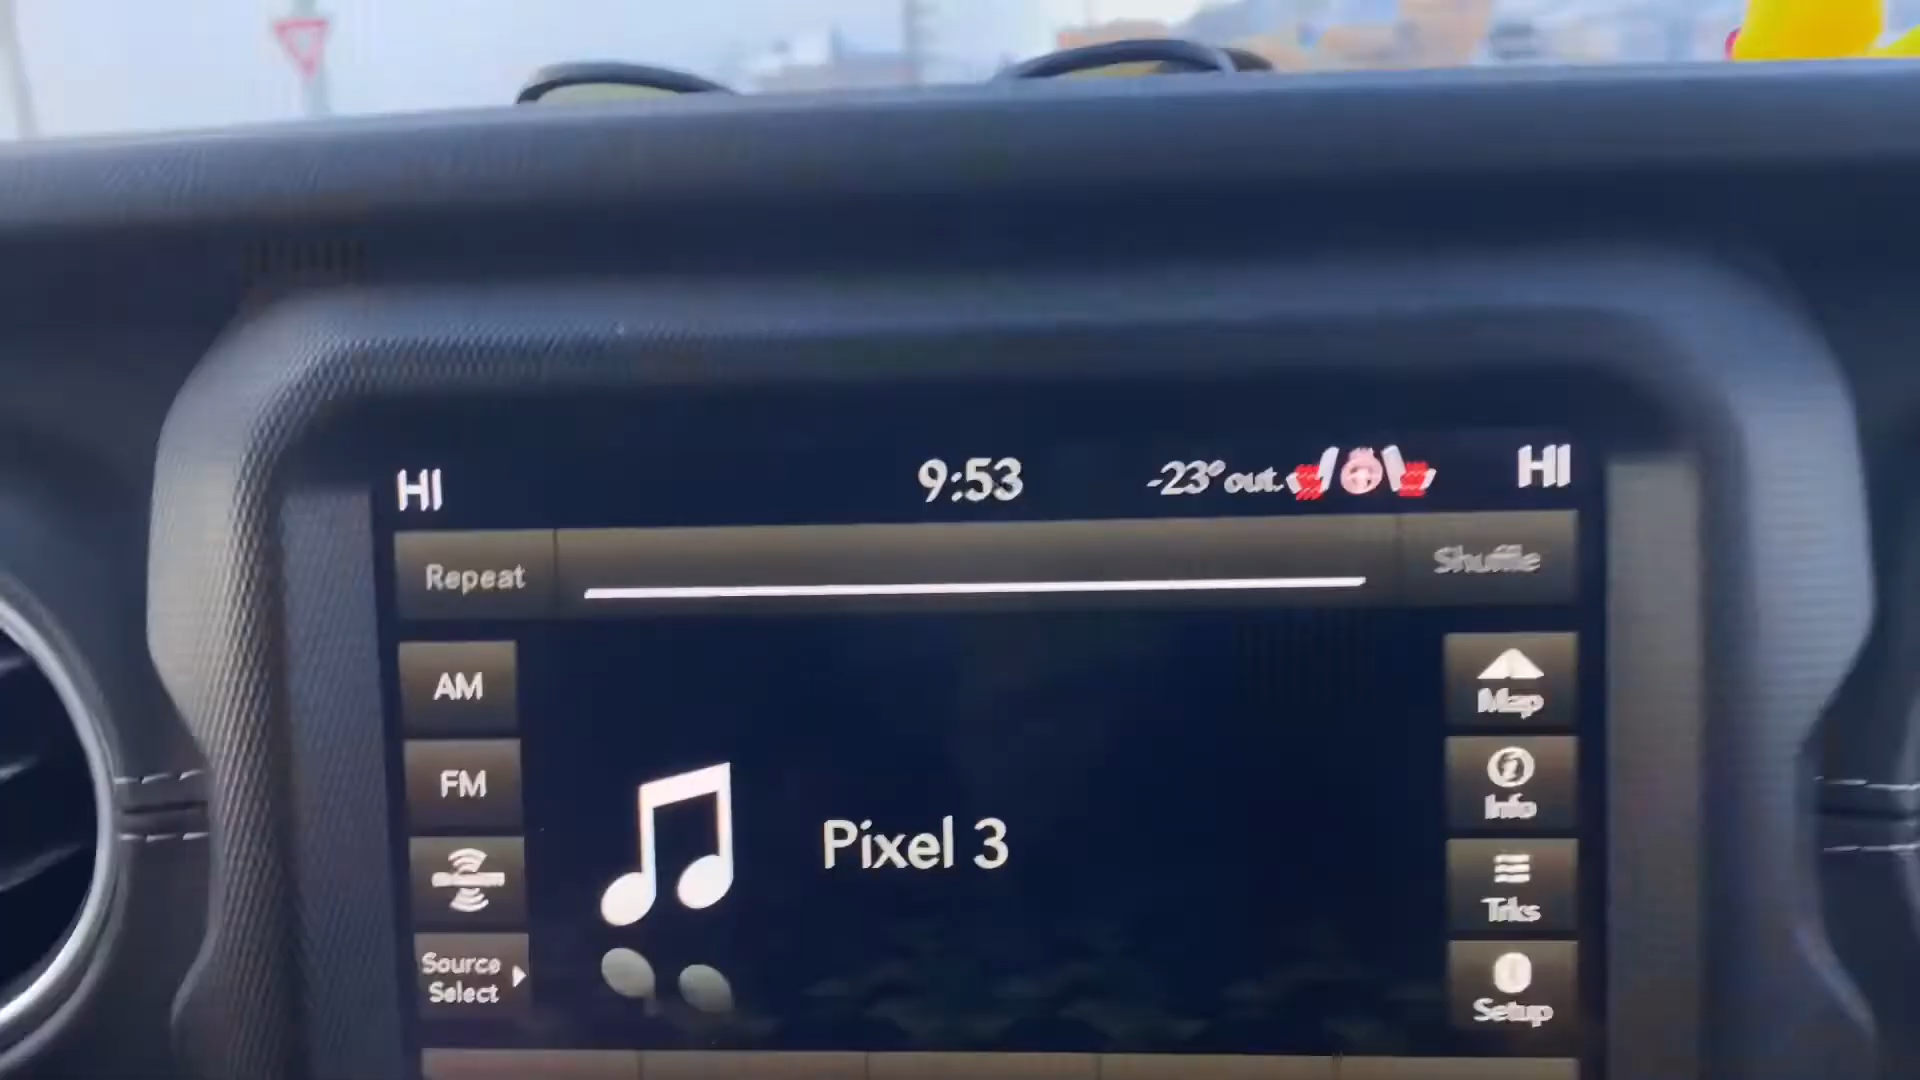 HI 9:53 -23° out. HI
Repeat
Shuffle
AM
FM
Source
Select
Pixel 3
Map
Info
Trks
Setup